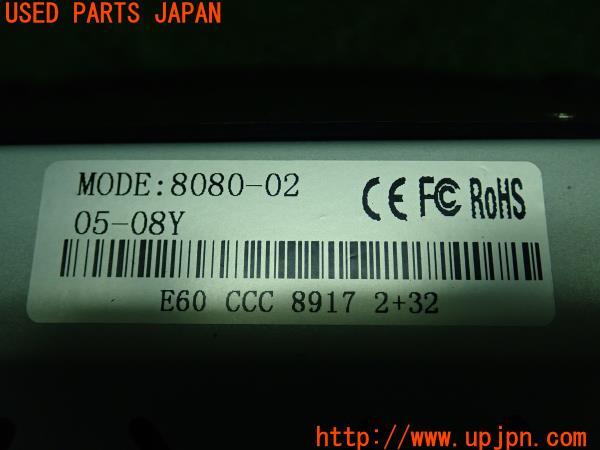 USED PARTS JAPAN
MODE:8080-02
05-08Y
CE FC RoHS
E60 CCC 8917 2+32
http://www.upjpn.com/